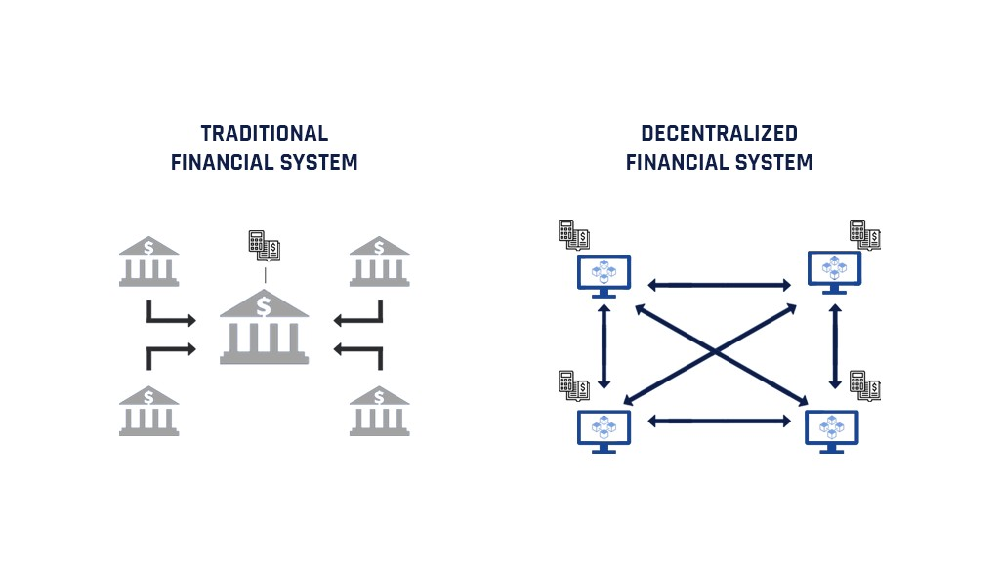 TRADITIONAL
FINANCIAL SYSTEM
DECENTRALIZED
FINANCIAL SYSTEM
$
$
$
$
$
$
$
$
$
$